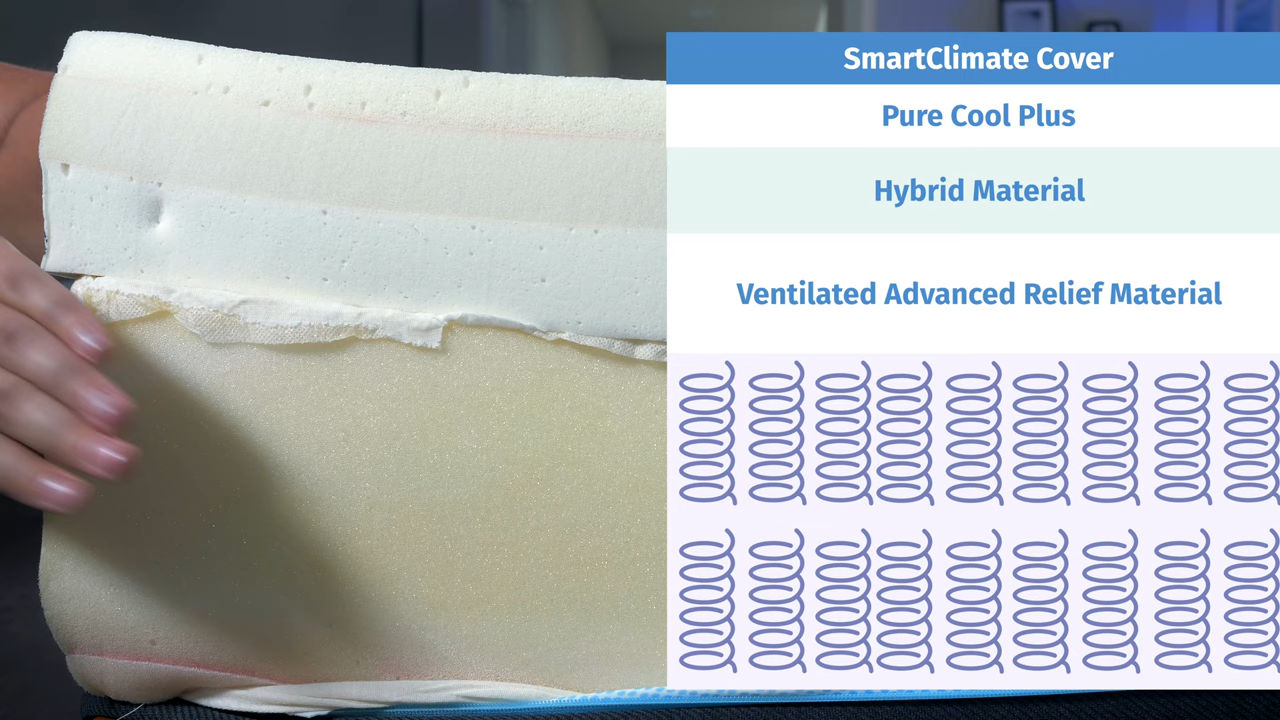 SmartClimate Cover
Pure Cool Plus
Hybrid Material
Ventilated Advanced Relief Material